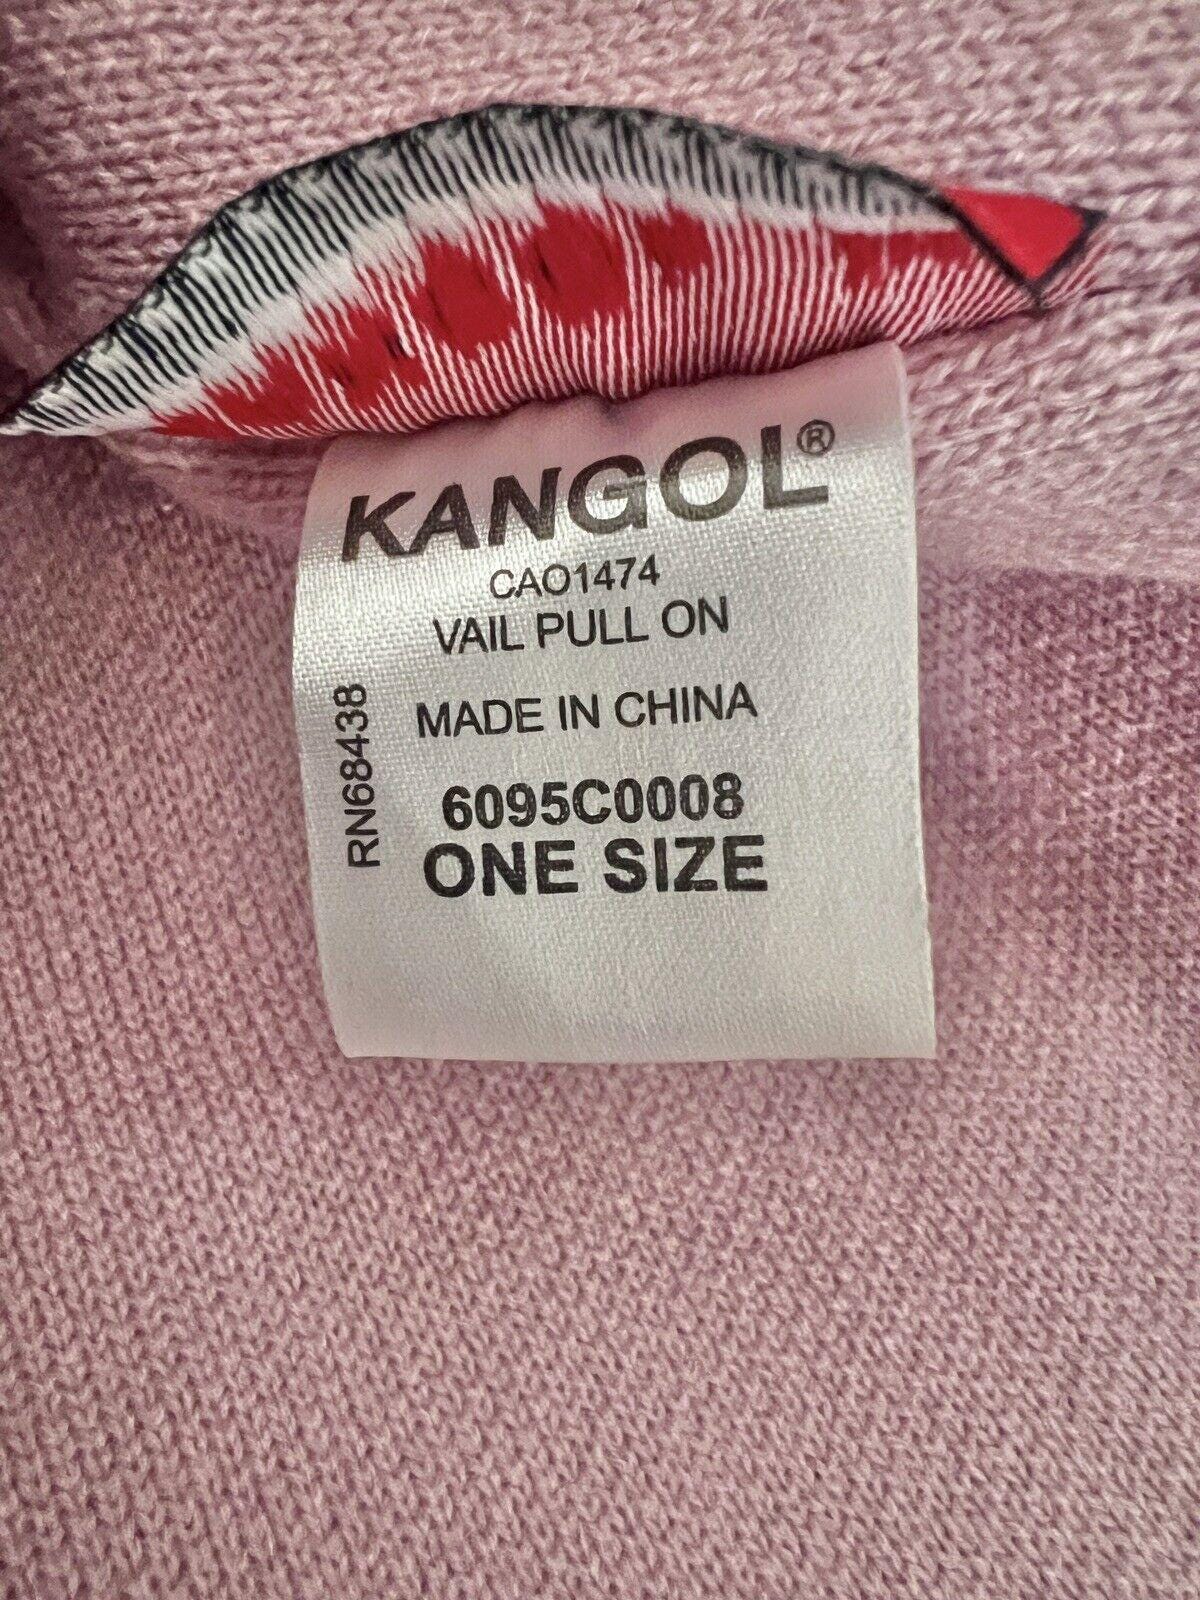 KANGOL®
CAO1474
VAIL PULL ON
MADE IN CHINA
6095C0008
ONE SIZE
RN68438